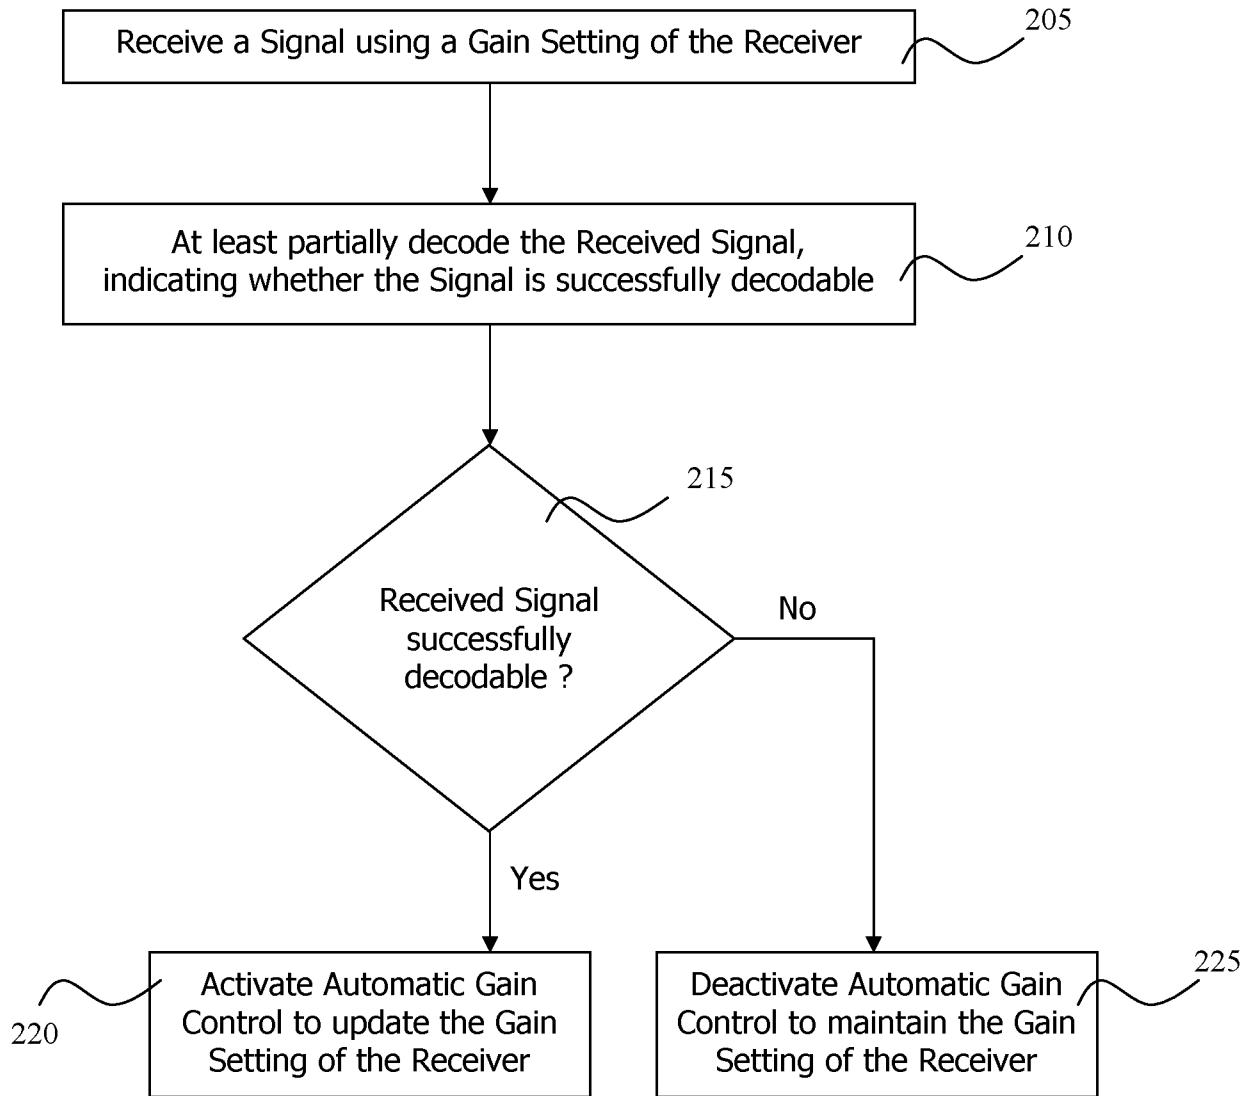 Receive a Signal using a Gain Setting of the Receiver
205
At least partially decode the Received Signal,
indicating whether the Signal is successfully decodable
210
215
Received Signal
successfully
decodable ?
No
Yes
Activate Automatic Gain
Control to update the Gain
Setting of the Receiver
220
Deactivate Automatic Gain
Control to maintain the Gain
Setting of the Receiver
225